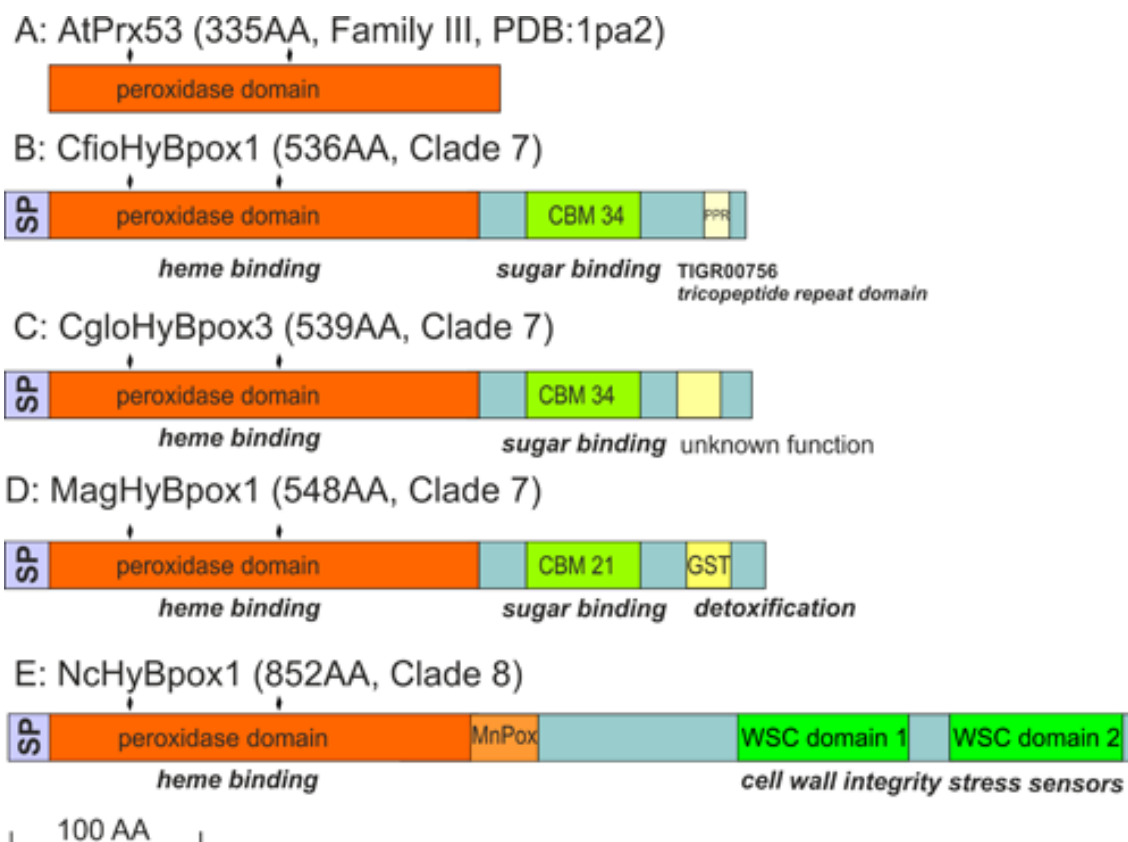 A: AtPrx53 (335AA, Family III, PDB:1pa2)
peroxidase domain
B: CfioHyBpox1 (536AA, Clade 7)
SP peroxidase domain CBM 34 PPR
heme binding sugar binding TIGR00756
tricopeptide repeat domain
C: CgloHyBpox3 (539AA, Clade 7)
SP peroxidase domain CBM 34
heme binding sugar binding unknown function
D: MagHyBpox1 (548AA, Clade 7)
SP peroxidase domain CBM 21 GST
heme binding sugar binding detoxification
E: NcHyBpox1 (852AA, Clade 8)
SP peroxidase domain MnPox WSC domain 1 WSC domain 2
heme binding cell wall integrity stress sensors
100 AA